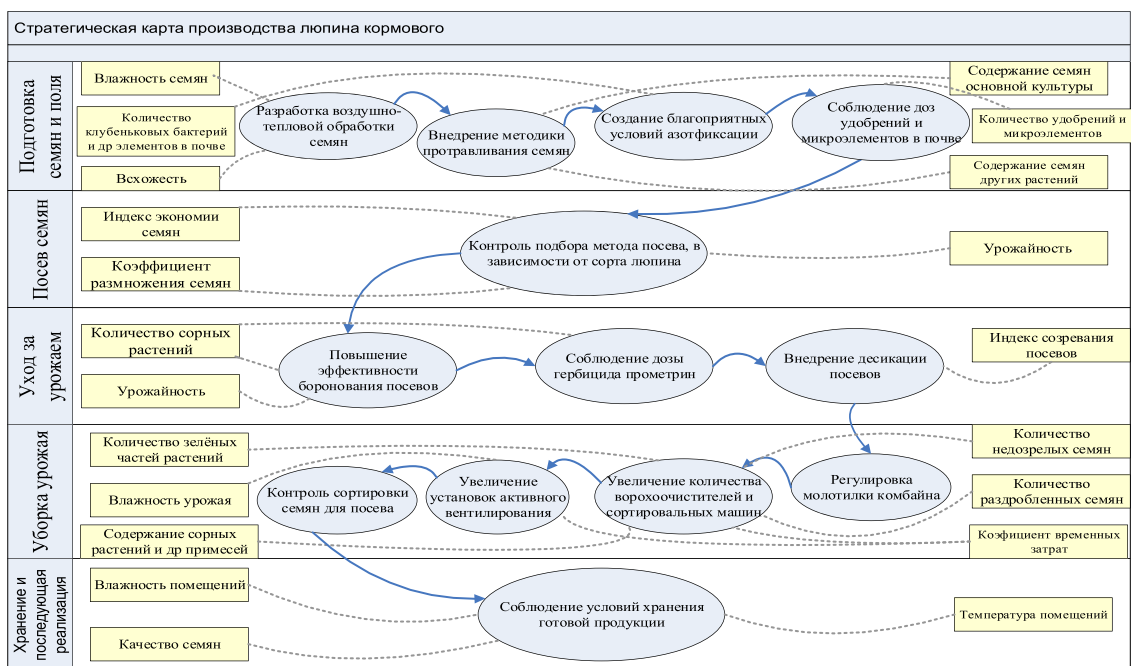 Стратегическая карта производства люпина кормового
Подготовка
семян и поля
Влажность семян
Количество
клубеньковых бактерий
и др элементов в почве
Всхожесть
Разработка воздушно-
тепловой обработки
семян
Внедрение методики
протравливания семян
Создание благоприятных
условий азотфиксации
Соблюдение доз
удобрений и
микроэлементов в почве
Содержание семян
основной культуры
Количество удобрений и
микроэлементов
Содержание семян
других растений
Посев семян
Индекс экономии
семян
Коэффициент
размножения семян
Контроль подбора метода посева, в
зависимости от сорта люпина
Урожайность
Уход за
урожаем
Количество сорных
растений
Урожайность
Повышение
эффективности
боронования посевов
Соблюдение дозы
гербицида прометрин
Внедрение десикации
посевов
Индекс созревания
посевов
Уборка урожая
Количество зелёных
частей растений
Влажность урожая
Содержание сорных
растений и др примесей
Контроль сортировки
семян для посева
Увеличение
установок активного
вентилирования
Увеличение количества
ворохоочистителей и
сортировальных машин
Регулировка
молотилки комбайна
Количество
недозрелых семян
Количество
раздробленных семян
Коэфициент временных
затрат
Хранение и
последующая
реализация
Влажность помещений
Качество семян
Соблюдение условий хранения
готовой продукции
Температура помещений